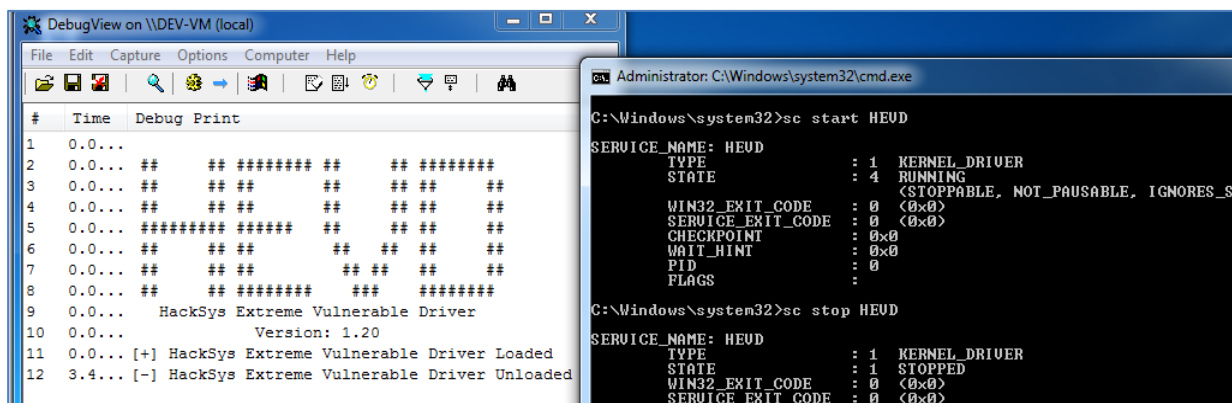 DebugView on \\DEV-VM (local)
File Edit Capture Options Computer Help
# Time Debug Print
1 0.0...
2 0.0... ##     ## ######## ##     ## ########
3 0.0... ##     ## ##       ##     ## ##     ##
4 0.0... ##     ## ##       ##     ## ##     ##
5 0.0... ######### ######   ##     ## ##     ##
6 0.0... ##     ## ##        ##   ##  ##     ##
7 0.0... ##     ## ##         ## ##   ##     ##
8 0.0... ##     ## ########    ###    ########
9 0.0... HackSys Extreme Vulnerable Driver
10 0.0... Version: 1.20
11 0.0... [+] HackSys Extreme Vulnerable Driver Loaded
12 3.4... [-] HackSys Extreme Vulnerable Driver Unloaded
Administrator: C:\Windows\system32\cmd.exe
C:\Windows\system32>sc start HEVD
SERVICE_NAME: HEVD
TYPE : 1 KERNEL_DRIVER
STATE : 4 RUNNING
(STOPPABLE, NOT_PAUSABLE, IGNORES_S
WIN32_EXIT_CODE : 0 (0x0)
SERVICE_EXIT_CODE : 0 (0x0)
CHECKPOINT : 0x0
WAIT_HINT : 0x0
PID : 0
FLAGS :
C:\Windows\system32>sc stop HEVD
SERVICE_NAME: HEVD
TYPE : 1 KERNEL_DRIVER
STATE : 1 STOPPED
WIN32_EXIT_CODE : 0 (0x0)
SERVICE_EXIT_CODE : 0 (0x0)